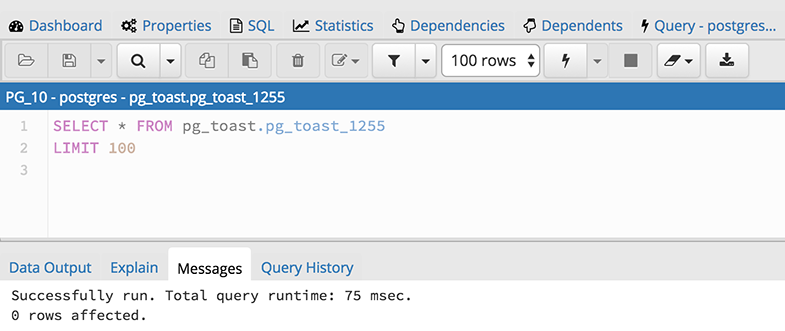 Dashboard Properties SQL Statistics Dependencies Dependents Query - postgres...
100 rows
PG_10 - postgres - pg_toast.pg_toast_1255
1 SELECT * FROM pg_toast.pg_toast_1255
2 LIMIT 100
3
Data Output Explain Messages Query History
Successfully run. Total query runtime: 75 msec.
0 rows affected.